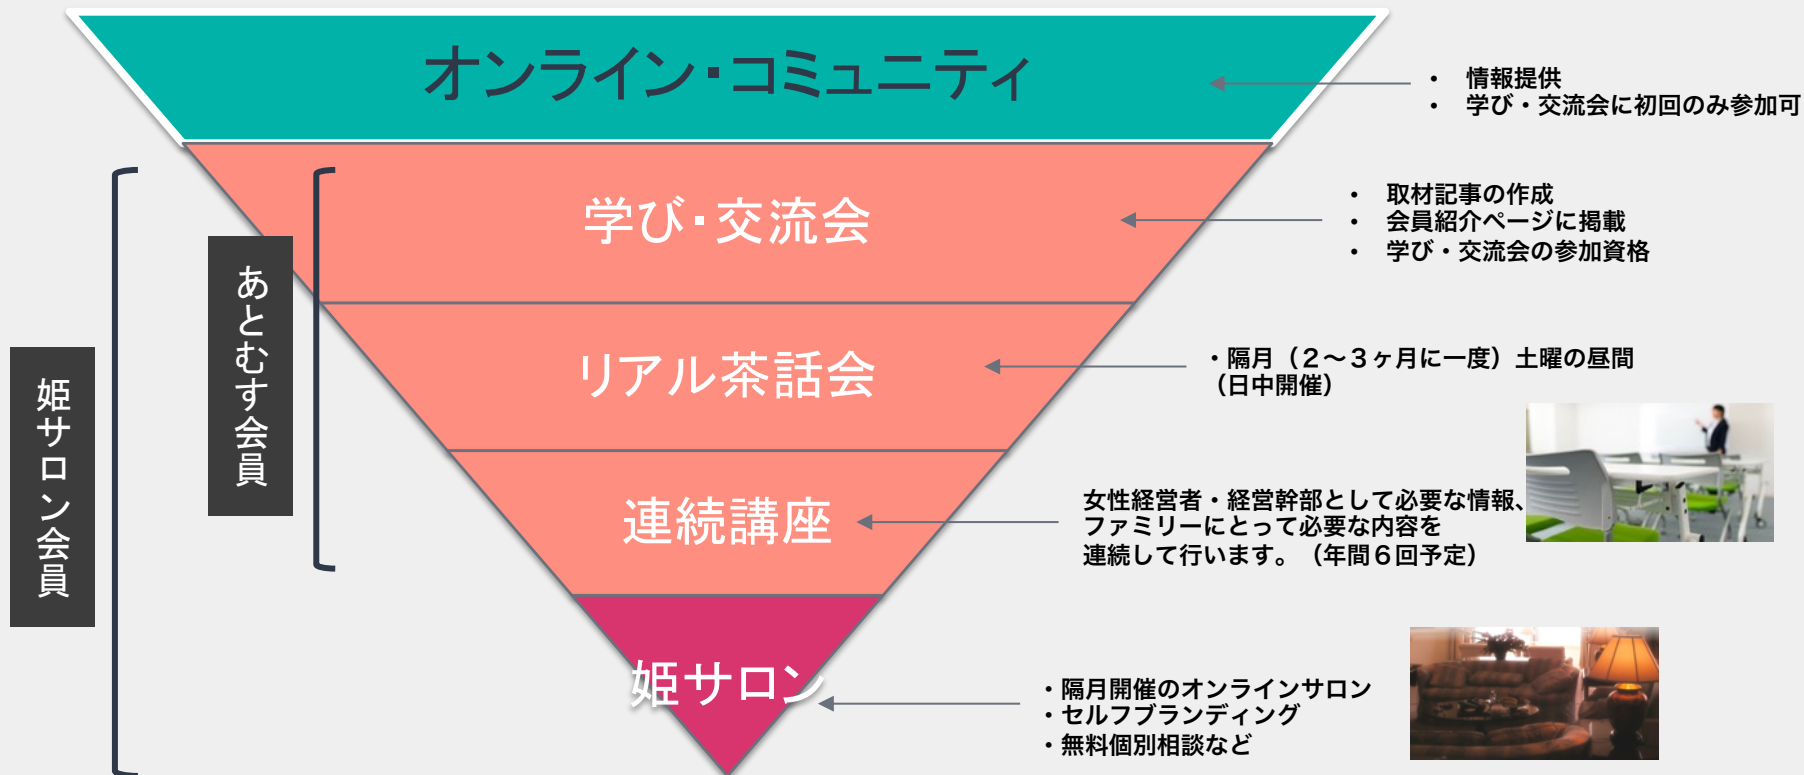 オンライン・コミュニティ
・ 情報提供
・ 学び・交流会に初回のみ参加可
学び・交流会
・ 取材記事の作成
・ 会員紹介ページに掲載
・ 学び・交流会の参加資格
あとむす会員
姫サロン会員
リアル茶話会
・隔月（２～３ヶ月に一度）土曜の昼間
（日中開催）
連続講座
女性経営者・経営幹部として必要な情報、
ファミリーにとって必要な内容を
連続して行います。（年間６回予定）
姫サロン
・隔月開催のオンラインサロン
・セルフブランディング
・無料個別相談など